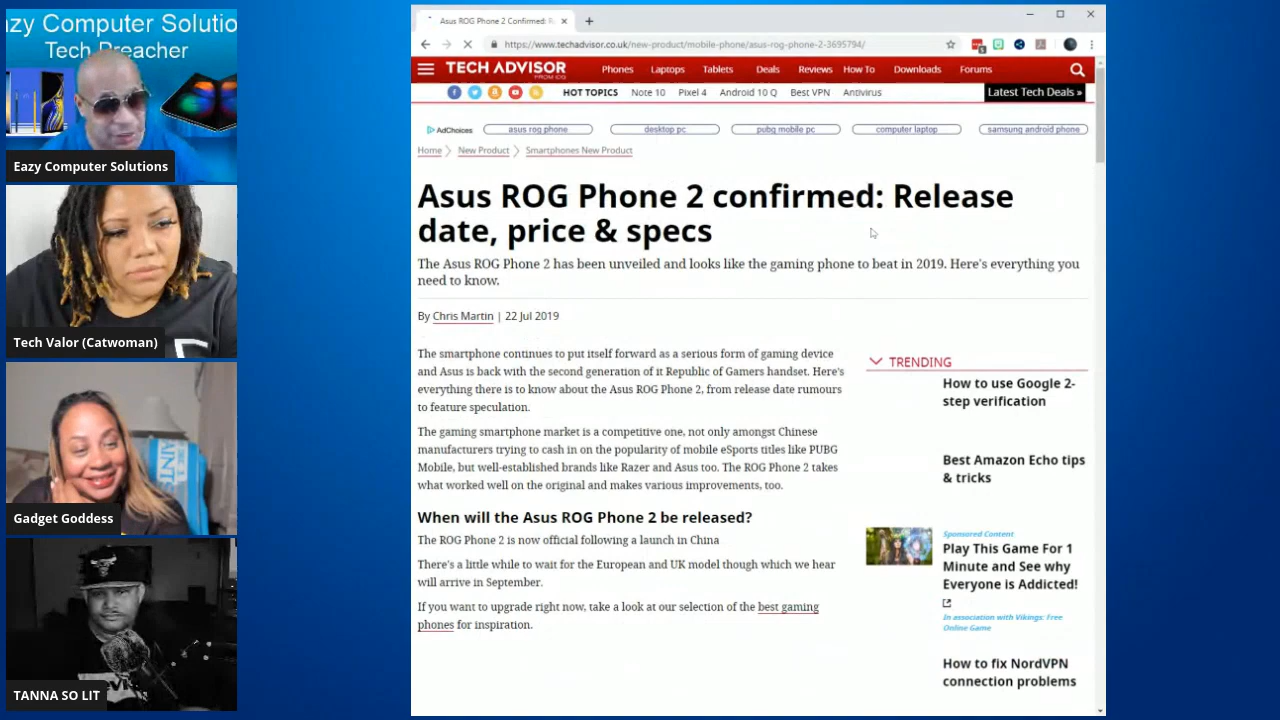 azy Computer Solutio
Tech Preacher
Eazy Computer Solutions
Tech Valor (Catwoman)
Gadget Goddess
TANNA SO LIT
Asus ROG Phone 2 Confirmed: R
https://www.techadvisor.co.uk/new-product/mobile-phone/asus-rog-phone-2-3695794/
TECH ADVISOR
FROM IDG
Phones Laptops Tablets Deals Reviews How To Downloads Forums
HOT TOPICS Note 10 Pixel 4 Android 10 Q Best VPN Antivirus
Latest Tech Deals »
AdChoices asus rog phone desktop pc pubg mobile pc computer laptop samsung android phone
Home New Product Smartphones New Product
Asus ROG Phone 2 confirmed: Release
date, price & specs
The Asus ROG Phone 2 has been unveiled and looks like the gaming phone to beat in 2019. Here's everything you
need to know.
By Chris Martin | 22 Jul 2019
The smartphone continues to put itself forward as a serious form of gaming device
and Asus is back with the second generation of it Republic of Gamers handset. Here's
everything there is to know about the Asus ROG Phone 2, from release date rumours
to feature speculation.
The gaming smartphone market is a competitive one, not only amongst Chinese
manufacturers trying to cash in on the popularity of mobile eSports titles like PUBG
Mobile, but well-established brands like Razer and Asus too. The ROG Phone 2 takes
what worked well on the original and makes various improvements, too.
When will the Asus ROG Phone 2 be released?
The ROG Phone 2 is now official following a launch in China
There's a little while to wait for the European and UK model though which we hear
will arrive in September.
If you want to upgrade right now, take a look at our selection of the best gaming
phones for inspiration.
TRENDING
How to use Google 2-
step verification
Best Amazon Echo tips
& tricks
Sponsored Content
Play This Game For 1
Minute and See why
Everyone is Addicted!
In association with Vikings: Free
Online Game
How to fix NordVPN
connection problems